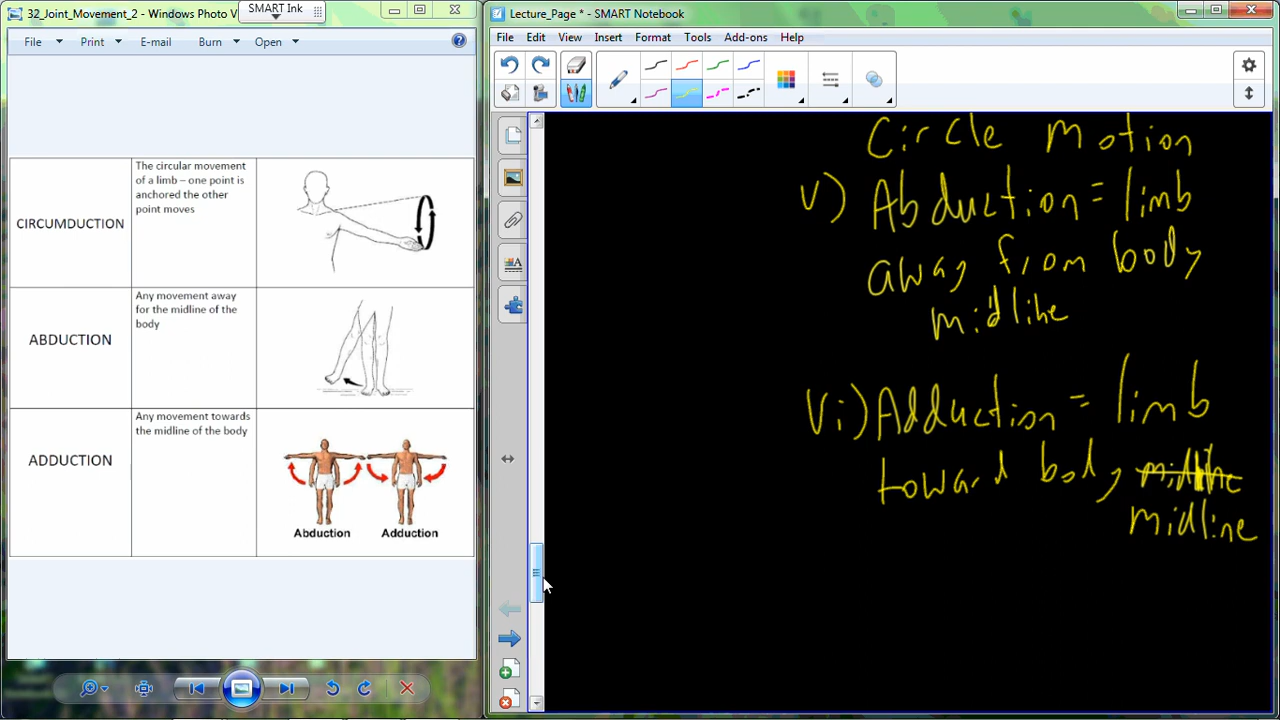 32_Joint_Movement_2 - Windows Photo V
SMART Ink
File Print E-mail Burn Open
CIRCUMDUCTION
The circular movement
of a limb – one point is
anchored the other
point moves
ABDUCTION
Any movement away
for the midline of the
body
ADDUCTION
Any movement towards
the midline of the body
Abduction Adduction
Lecture_Page * - SMART Notebook
File Edit View Insert Format Tools Add-ons Help
Circle Motion
v) Abduction = limb
away from body
midline
vi) Adduction = limb
toward body midline
midline